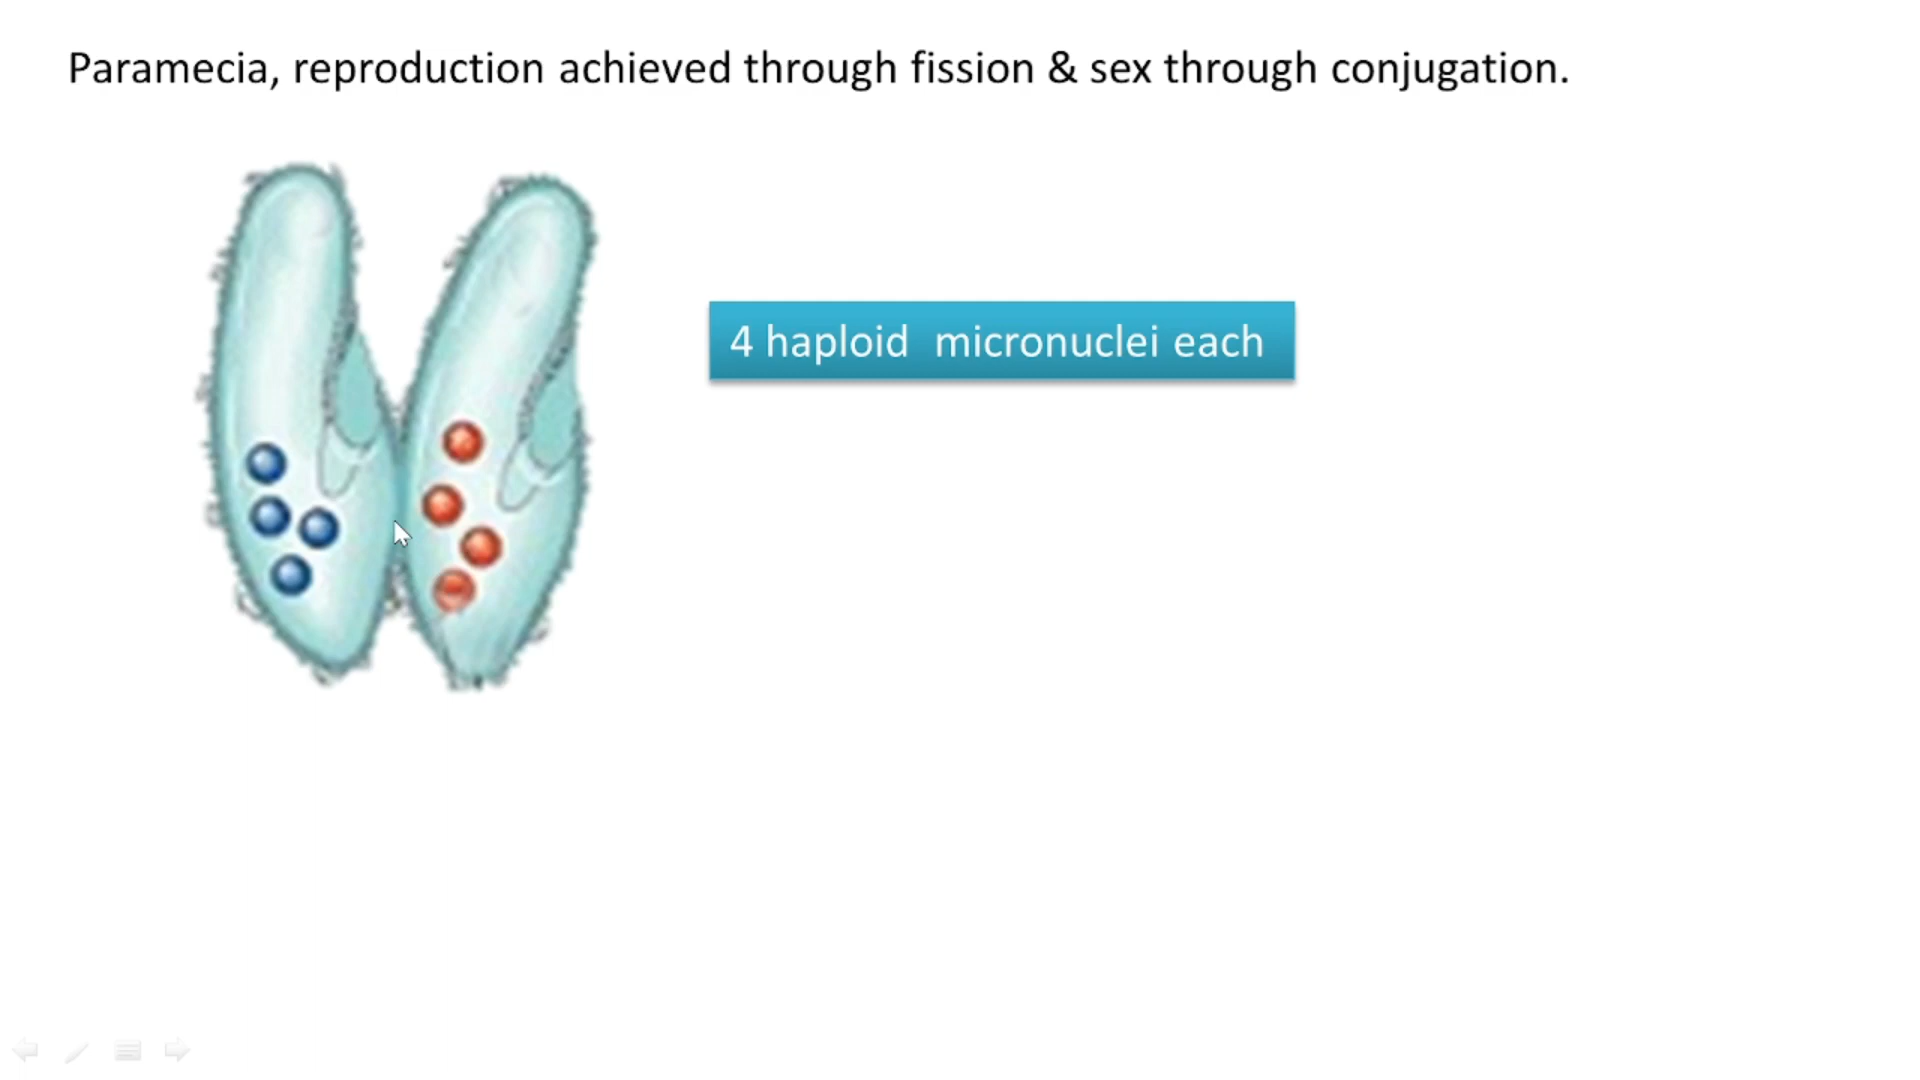 Paramecia, reproduction achieved through fission & sex through conjugation.
4 haploid  micronuclei each